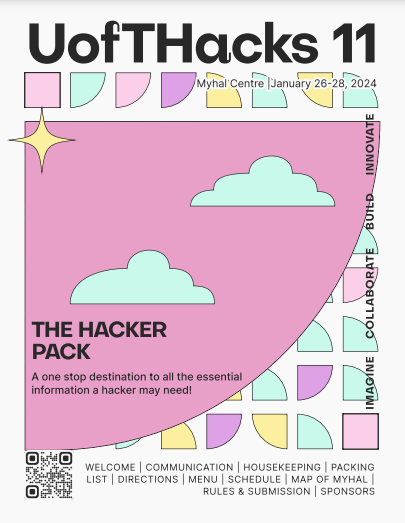 UofTHacks 11
Myhal Centre |January 26-28, 2024
IMAGINE COLLABORATE BUILD INNOVATE
THE HACKER
PACK
A one stop destination to all the essential
information a hacker may need!
WELCOME | COMMUNICATION | HOUSEKEEPING | PACKING
LIST | DIRECTIONS | MENU | SCHEDULE | MAP OF MYHAL |
RULES & SUBMISSION | SPONSORS